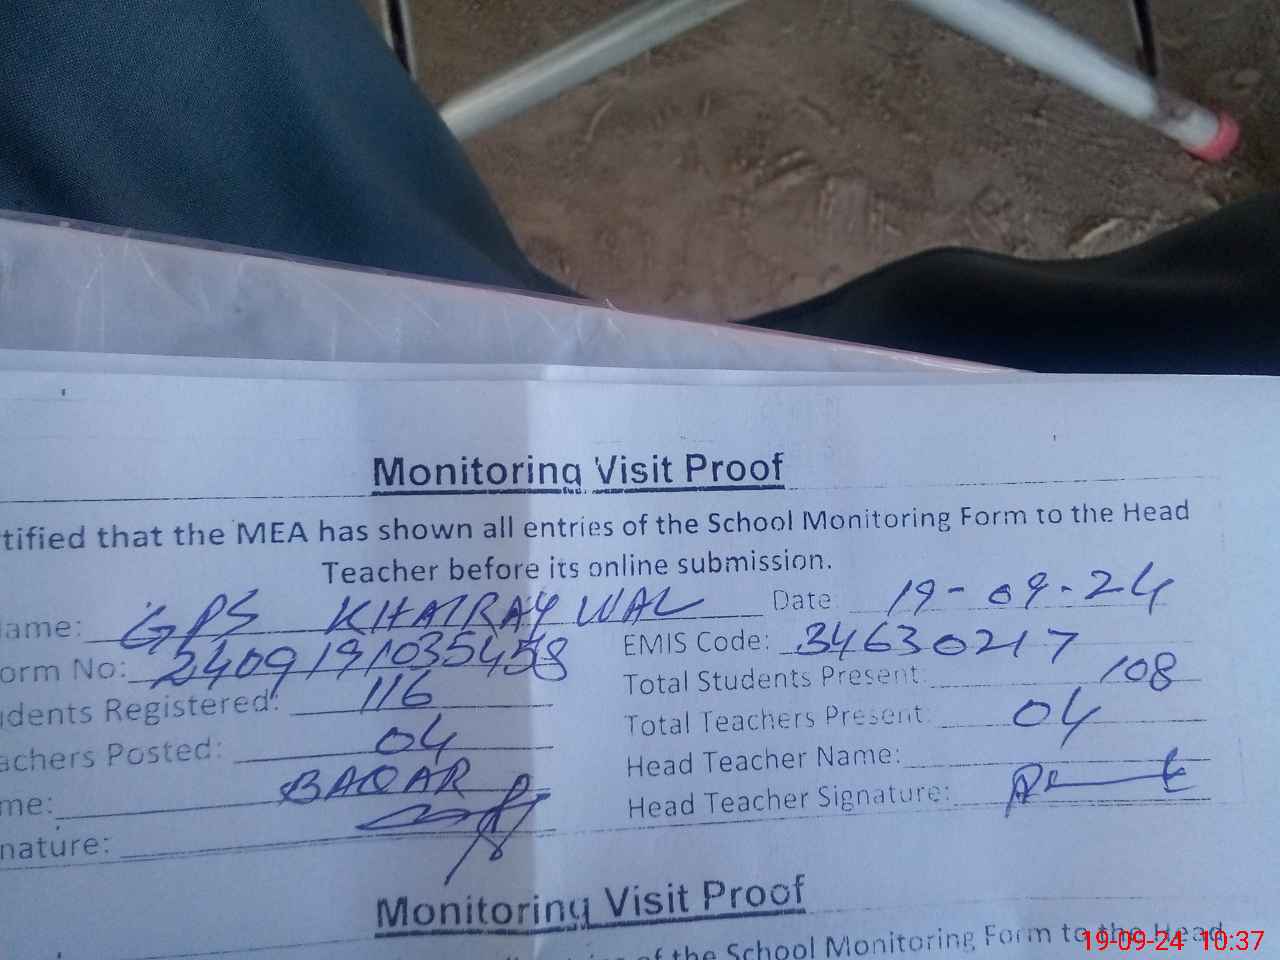 Monitoring Visit Proof
tified that the MEA has shown all entries of the School Monitoring Form to the Head
Teacher before its online submission.
ame: GPS KHATRAY WAL Date: 19-09-24
orm No: 2409191035458 EMIS Code: 34630217
udents Registered: 116 Total Students Present: 108
achers Posted: 04 Total Teachers Present: 04
me: BAQAR Head Teacher Name:
nature: Head Teacher Signature:
Monitoring Visit Proof
of the School Monitoring Form to the Head
19-09-24 10:37